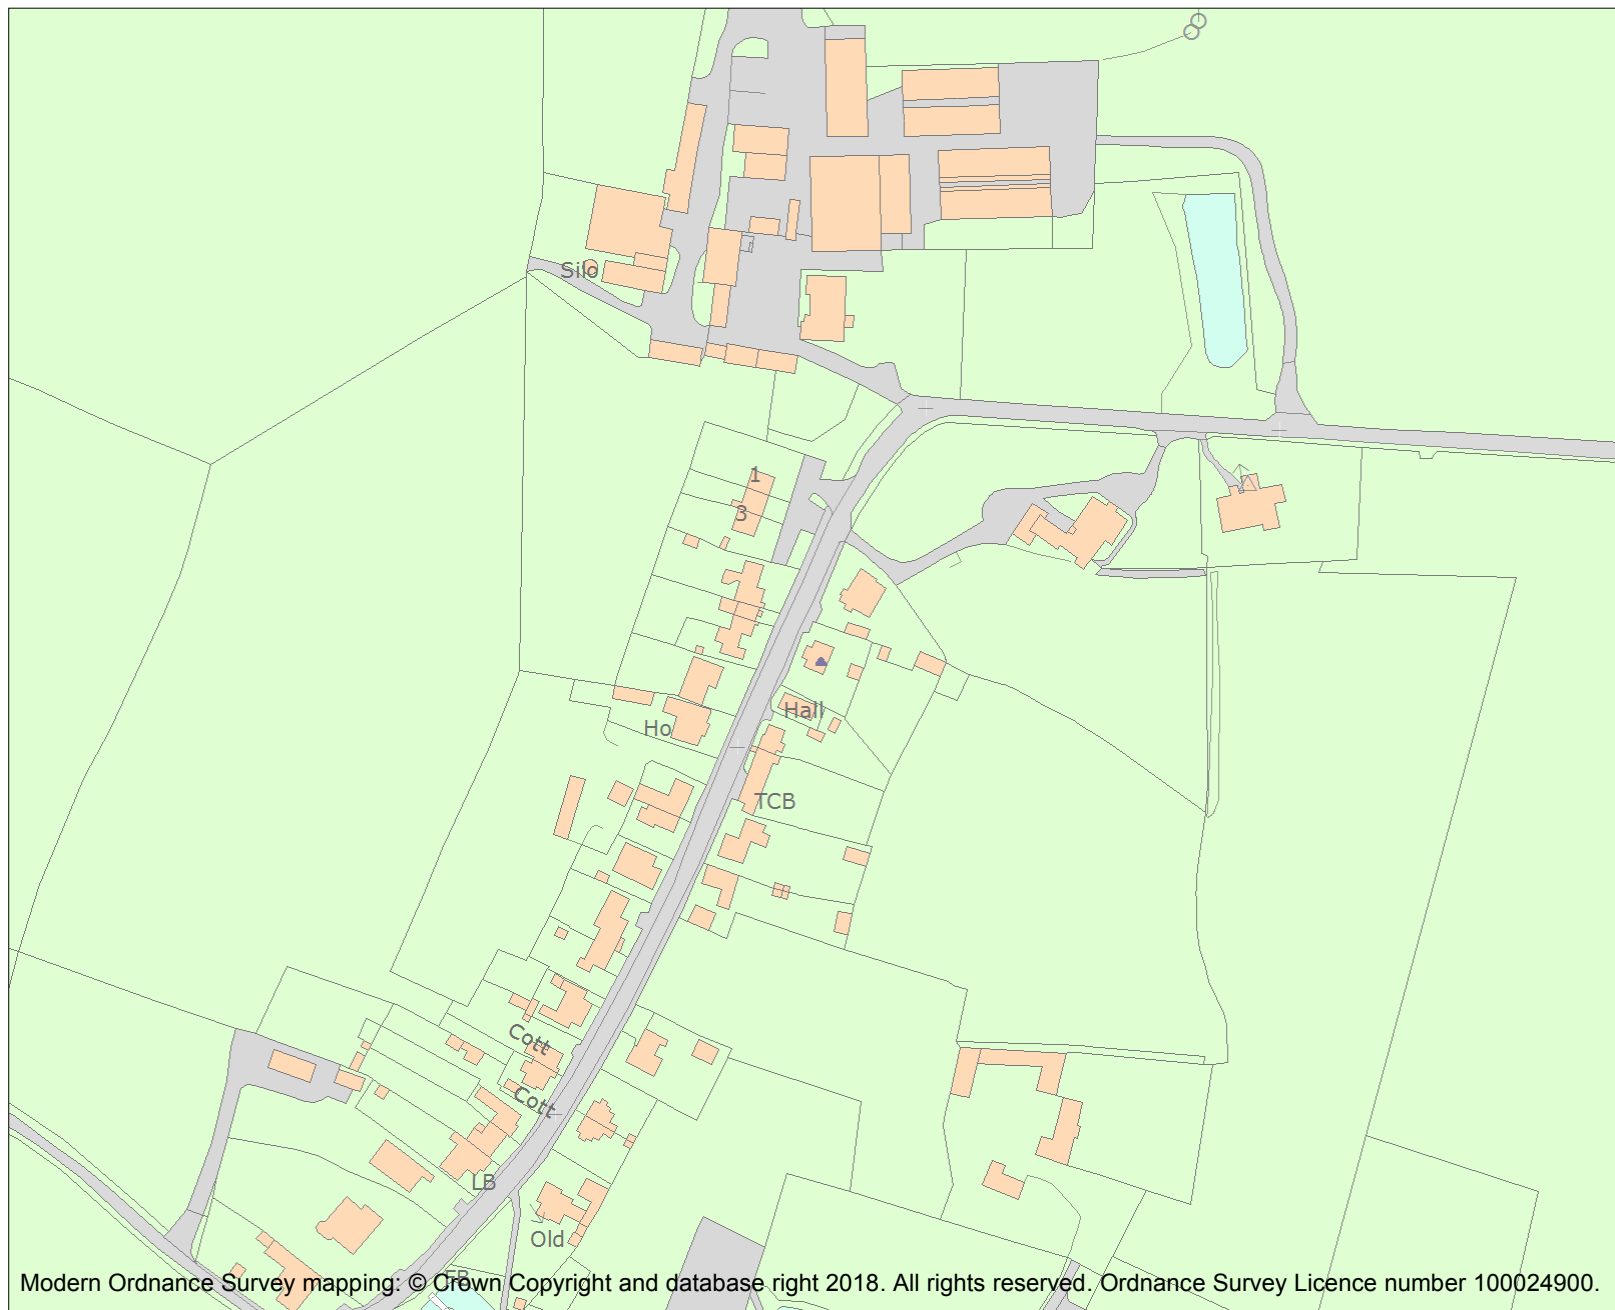 Silo
1
3
Hall
Ho
TCB
Cott
Cott
LB
Old
FB
Modern Ordnance Survey mapping: © Crown Copyright and database right 2018. All rights reserved. Ordnance Survey Licence number 100024900.